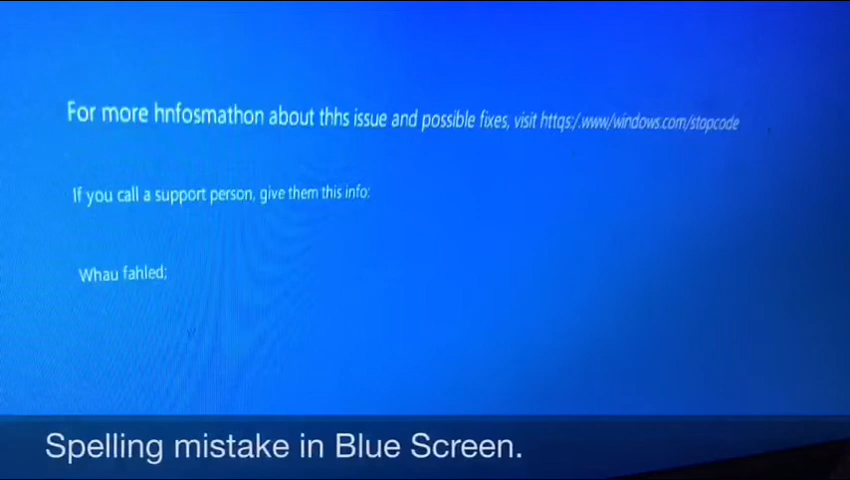 For more hnfosmathon about thhs issue and possible fixes, visit httqs:/.www/windows.com/stopcode
If you call a support person, give them this info:
Whau fahled;
Spelling mistake in Blue Screen.